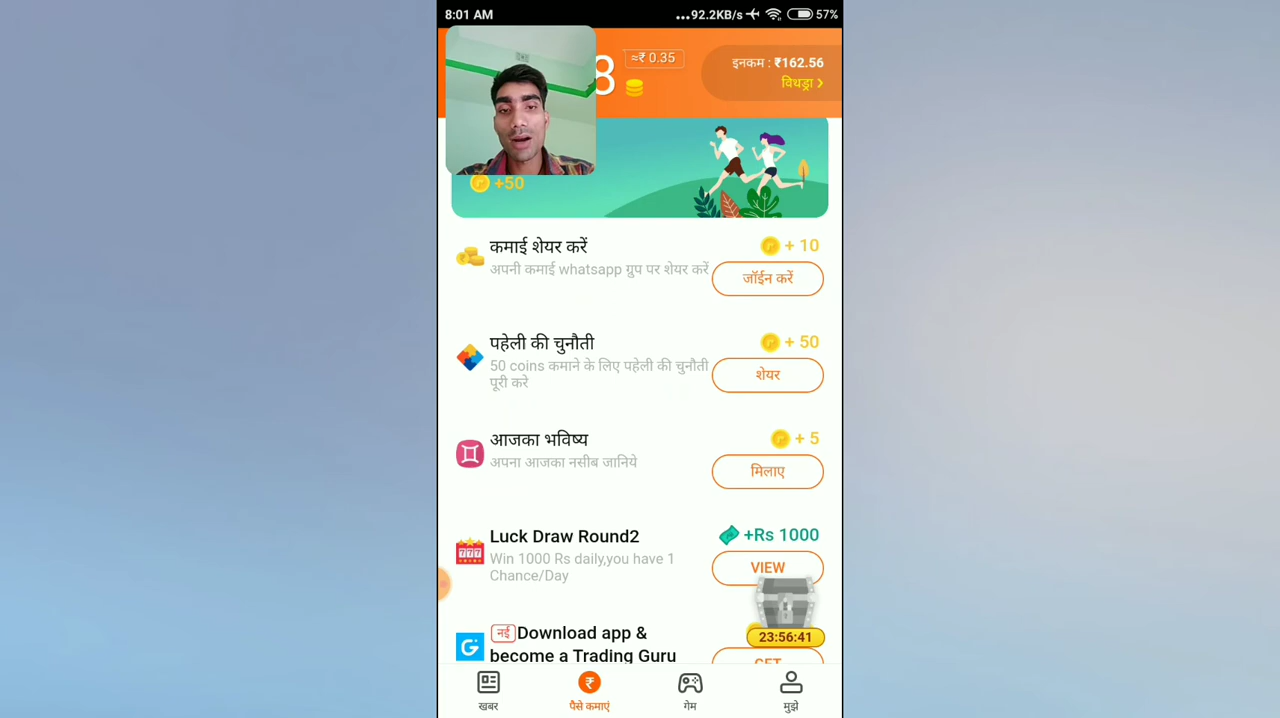 8:01 AM
...92.2KB/s
57%
8
≈₹ 0.35
इनकम : ₹162.56
विथड्रा >
+50
कमाई शेयर करें
+ 10
अपनी कमाई whatsapp ग्रुप पर शेयर करें
जॉईन करें
पहेली की चुनौती
+ 50
50 coins कमाने के लिए पहेली की चुनौती
पूरी करे
शेयर
आजका भविष्य
+ 5
अपना आजका नसीब जानिये
मिलाए
Luck Draw Round2
+Rs 1000
Win 1000 Rs daily,you have 1
Chance/Day
VIEW
777
23:56:41
नई Download app &
become a Trading Guru
GET
खबर
पैसे कमाएं
गेम
मुझे